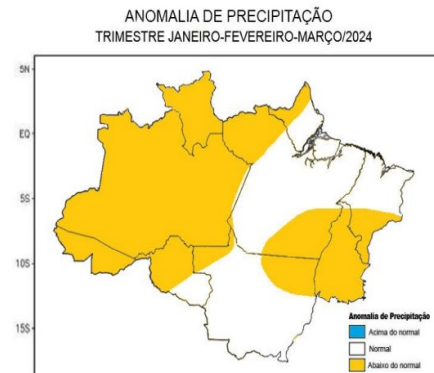 ANOMALIA DE PRECIPITAÇÃO
TRIMESTRE JANEIRO-FEVEREIRO-MARÇO/2024
5N
EQ
5S
10S
15S
Anomalia de Precipitação
Acima do normal
Normal
Abaixo do normal